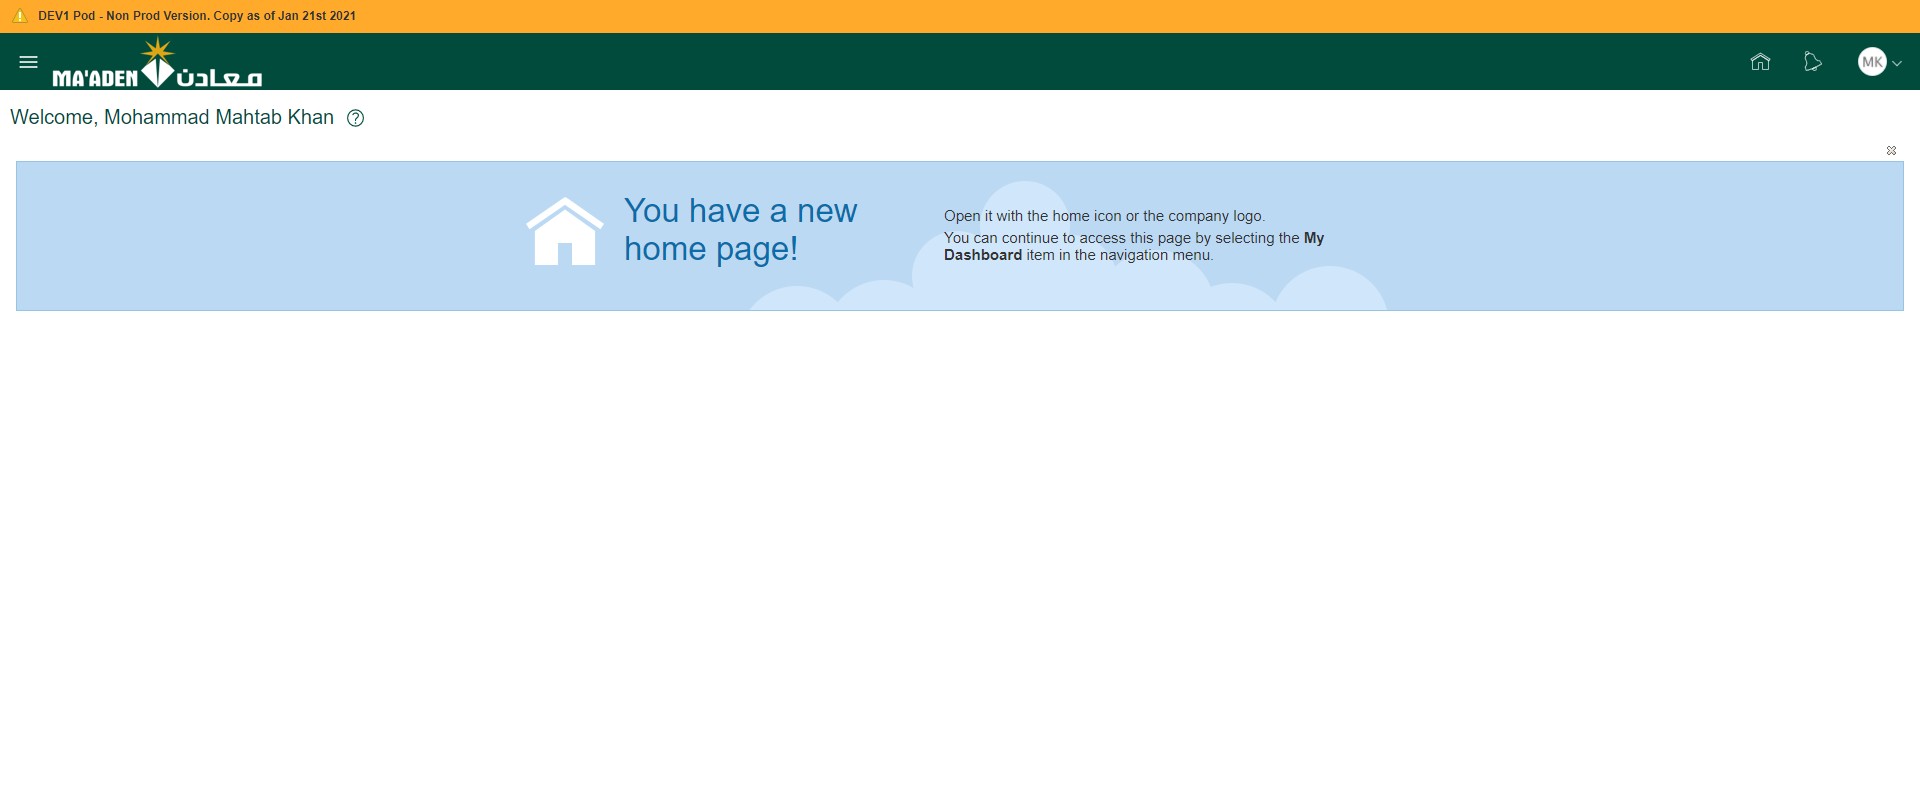 DEV1 Pod - Non Prod Version. Copy as of Jan 21st 2021
MA'ADEN معادن
MK
Welcome, Mohammad Mahtab Khan
You have a new
home page!
Open it with the home icon or the company logo.
You can continue to access this page by selecting the My
Dashboard item in the navigation menu.